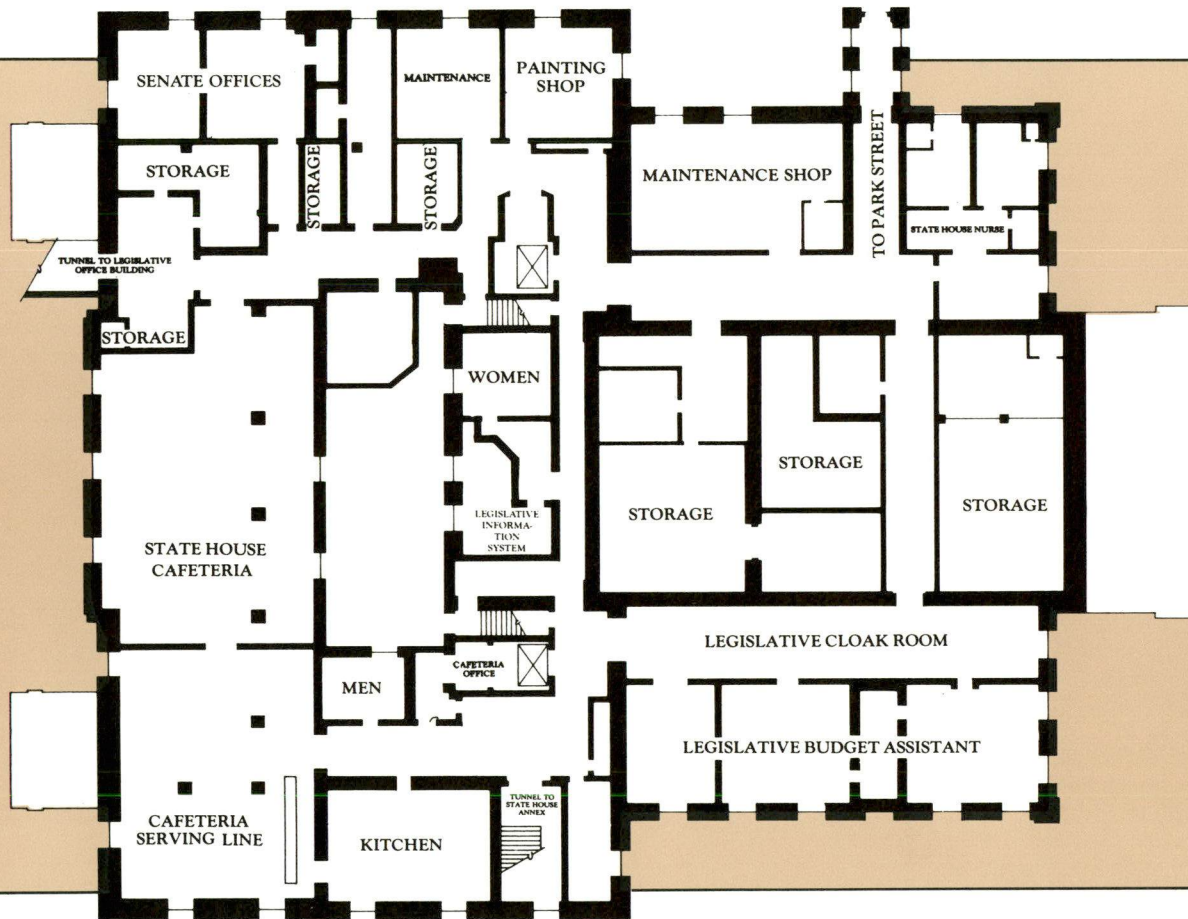 SENATE OFFICES
MAINTENANCE
PAINTING
SHOP
STORAGE
STORAGE
STORAGE
MAINTENANCE SHOP
TO PARK STREET
STATE HOUSE NURSE
TUNNEL TO LEGISLATIVE
OFFICE BUILDING
STORAGE
WOMEN
LEGISLATIVE
INFORMA-
TION
SYSTEM
STORAGE
STORAGE
STORAGE
STATE HOUSE
CAFETERIA
LEGISLATIVE CLOAK ROOM
CAFETERIA
OFFICE
MEN
LEGISLATIVE BUDGET ASSISTANT
CAFETERIA
SERVING LINE
KITCHEN
TUNNEL TO
STATE HOUSE
ANNEX